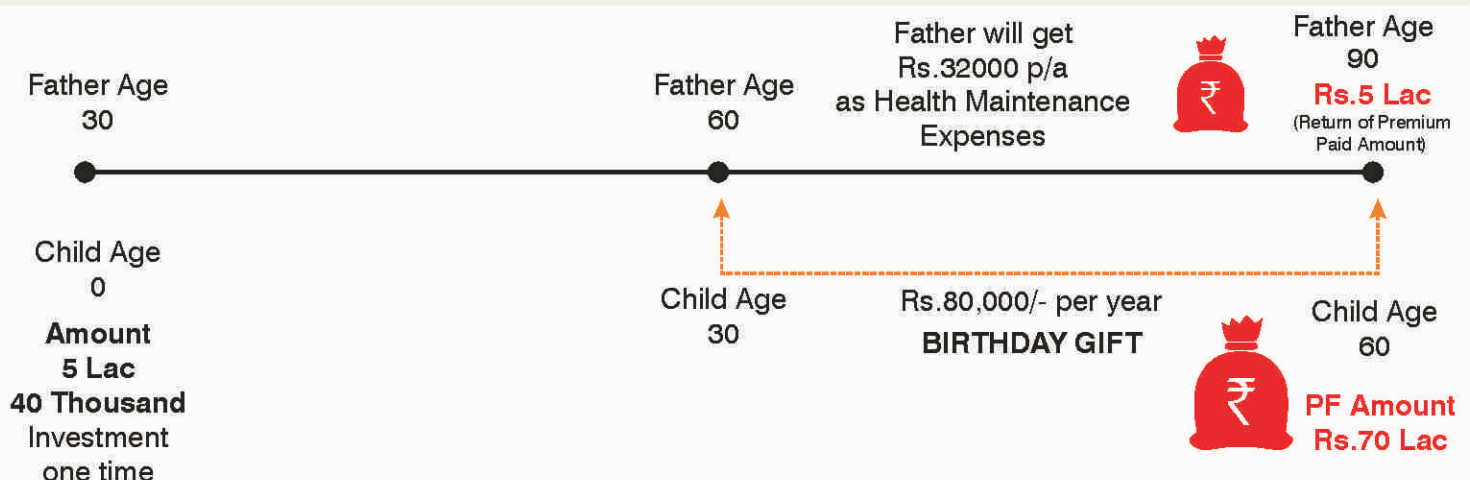 Father Age
30
Father Age
60
Father will get
Rs.32000 p/a
as Health Maintenance
Expenses
₹
Father Age
90
Rs.5 Lac
(Return of Premium
Paid Amount)
Child Age
0
Amount
5 Lac
40 Thousand
Investment
one time
Child Age
30
Rs.80,000/- per year
BIRTHDAY GIFT
₹
Child Age
60
PF Amount
Rs.70 Lac